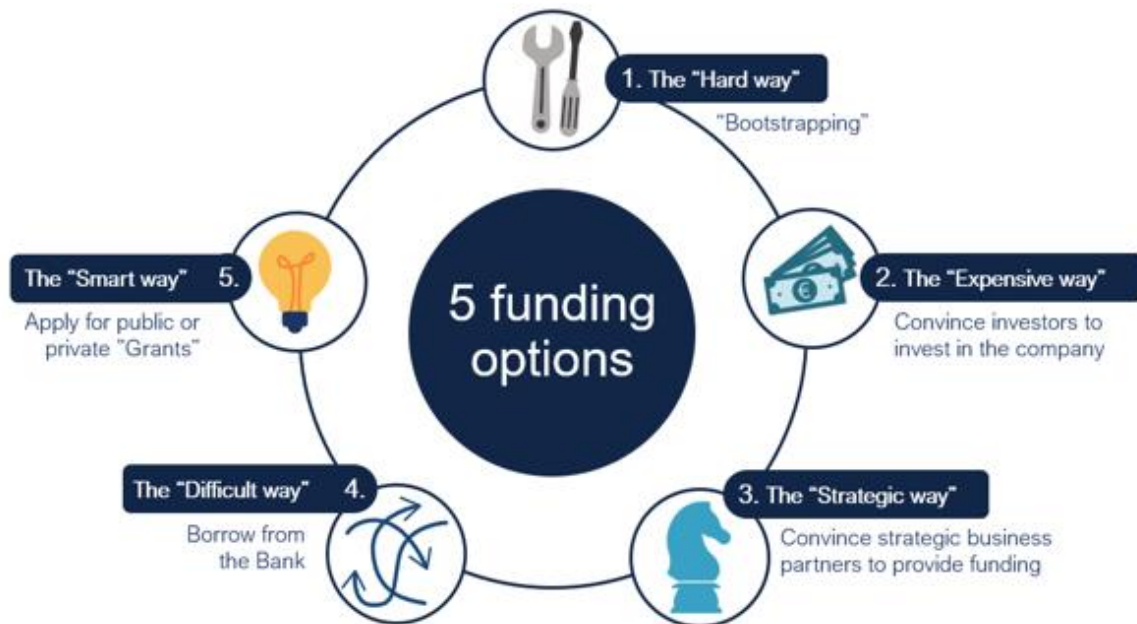 1. The "Hard way"
"Bootstrapping"
2. The "Expensive way"
Convince investors to
invest in the company
3. The "Strategic way"
Convince strategic business
partners to provide funding
The "Difficult way" 4.
Borrow from
the Bank
The "Smart way" 5.
Apply for public or
private "Grants"
5 funding
options
€